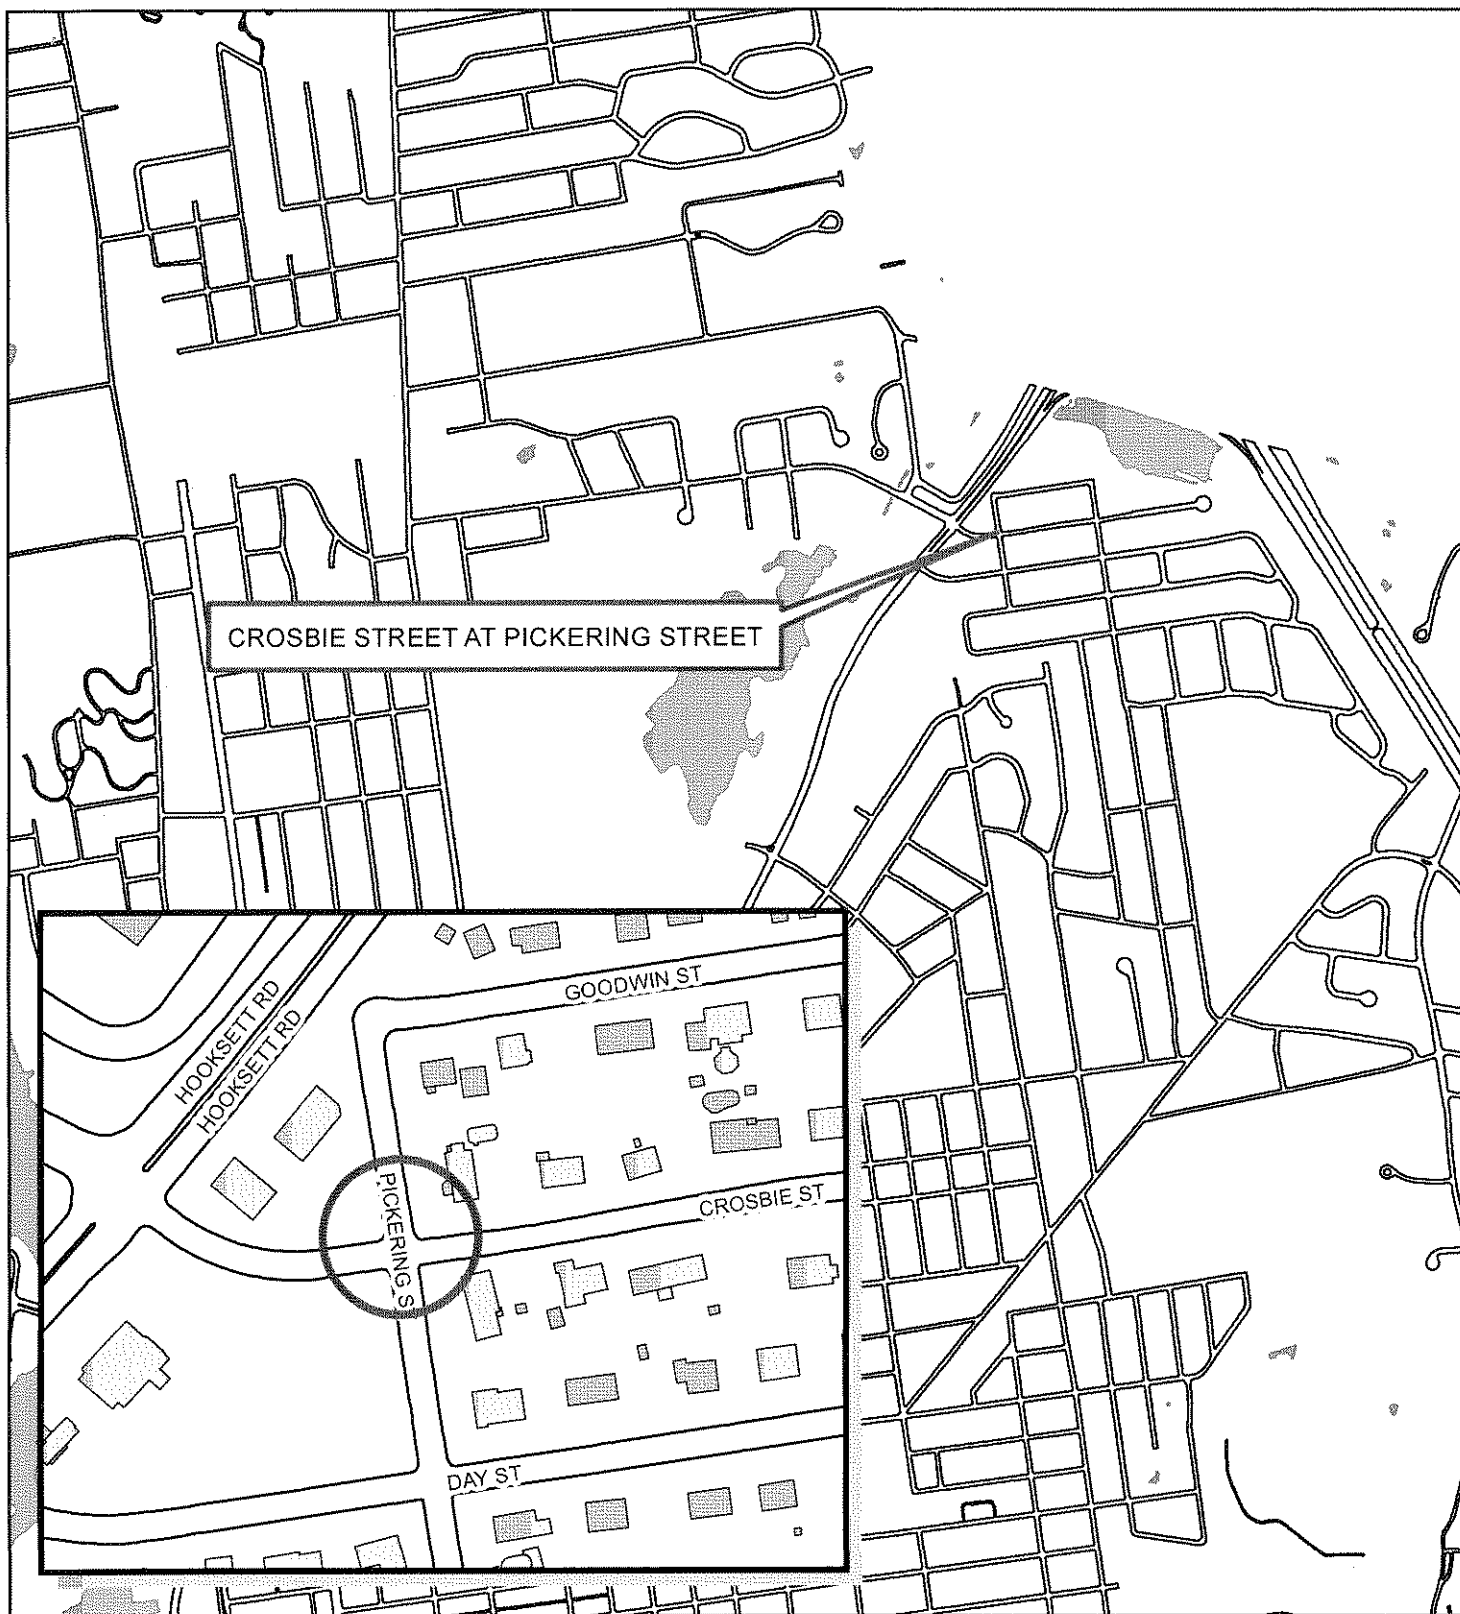 CROSBIE STREET AT PICKERING STREET
GOODWIN ST
HOOKSETT RD
HOOKSETT RD
PICKERING S
CROSBIE ST
DAY ST